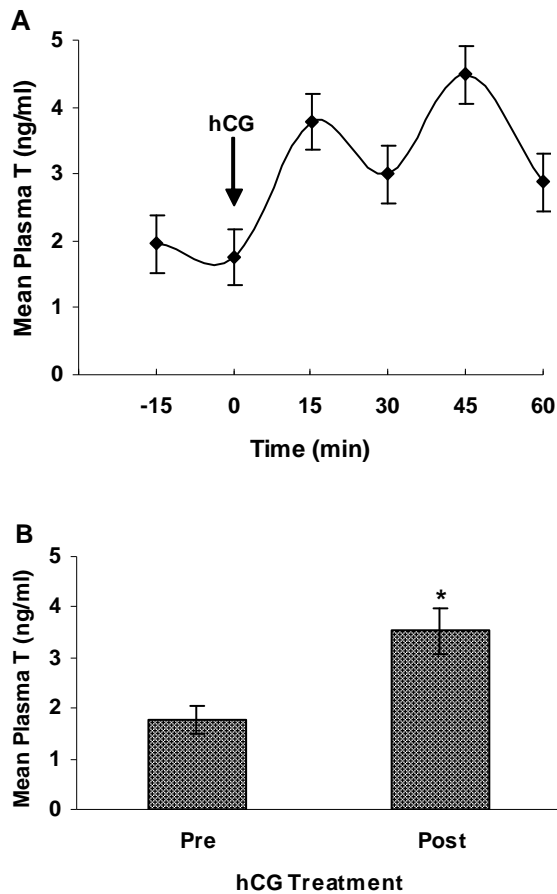 A
5
4
3
2
1
0
Mean Plasma T (ng/ml)
hCG
-15 0 15 30 45 60
Time (min)
B
5
4
3
2
1
0
Mean Plasma T (ng/ml)
*
Pre Post
hCG Treatment